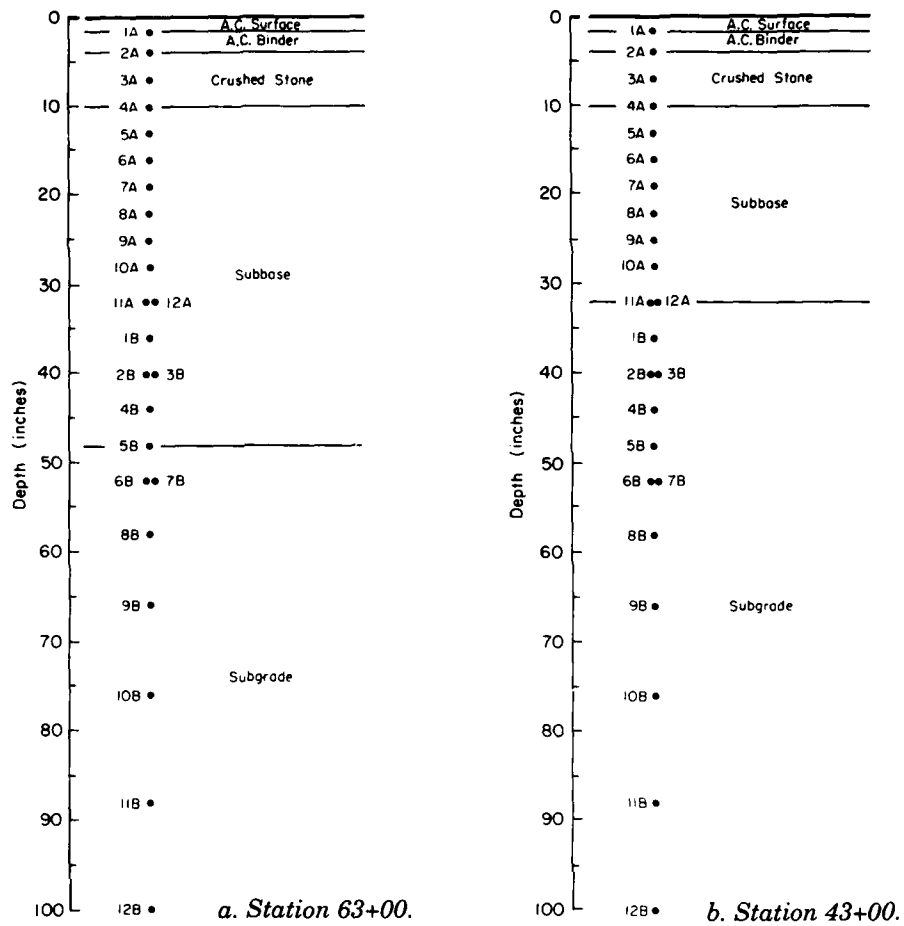 0
A.C. Surface
1A
A.C. Binder
2A
3A Crushed Stone
10
4A
5A
6A
7A
20
8A
9A
10A
Subbase
30
11A 12A
1B
40
2B 3B
4B
5B
50
6B 7B
8B
60
9B
70
Subgrade
10B
80
11B
90
100
12B
Depth (inches)
a. Station 63+00.
0
A.C. Surface
1A
A.C. Binder
2A
3A Crushed Stone
10
4A
5A
6A
7A
20
Subbase
8A
9A
10A
30
11A 12A
1B
40
2B 3B
4B
5B
50
6B 7B
8B
60
9B Subgrade
70
10B
80
11B
90
100
12B
Depth (inches)
b. Station 43+00.